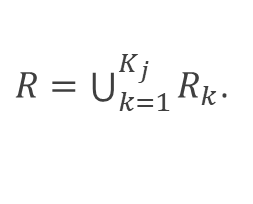 R = ⋃_{k=1}^{K_j} R_k.